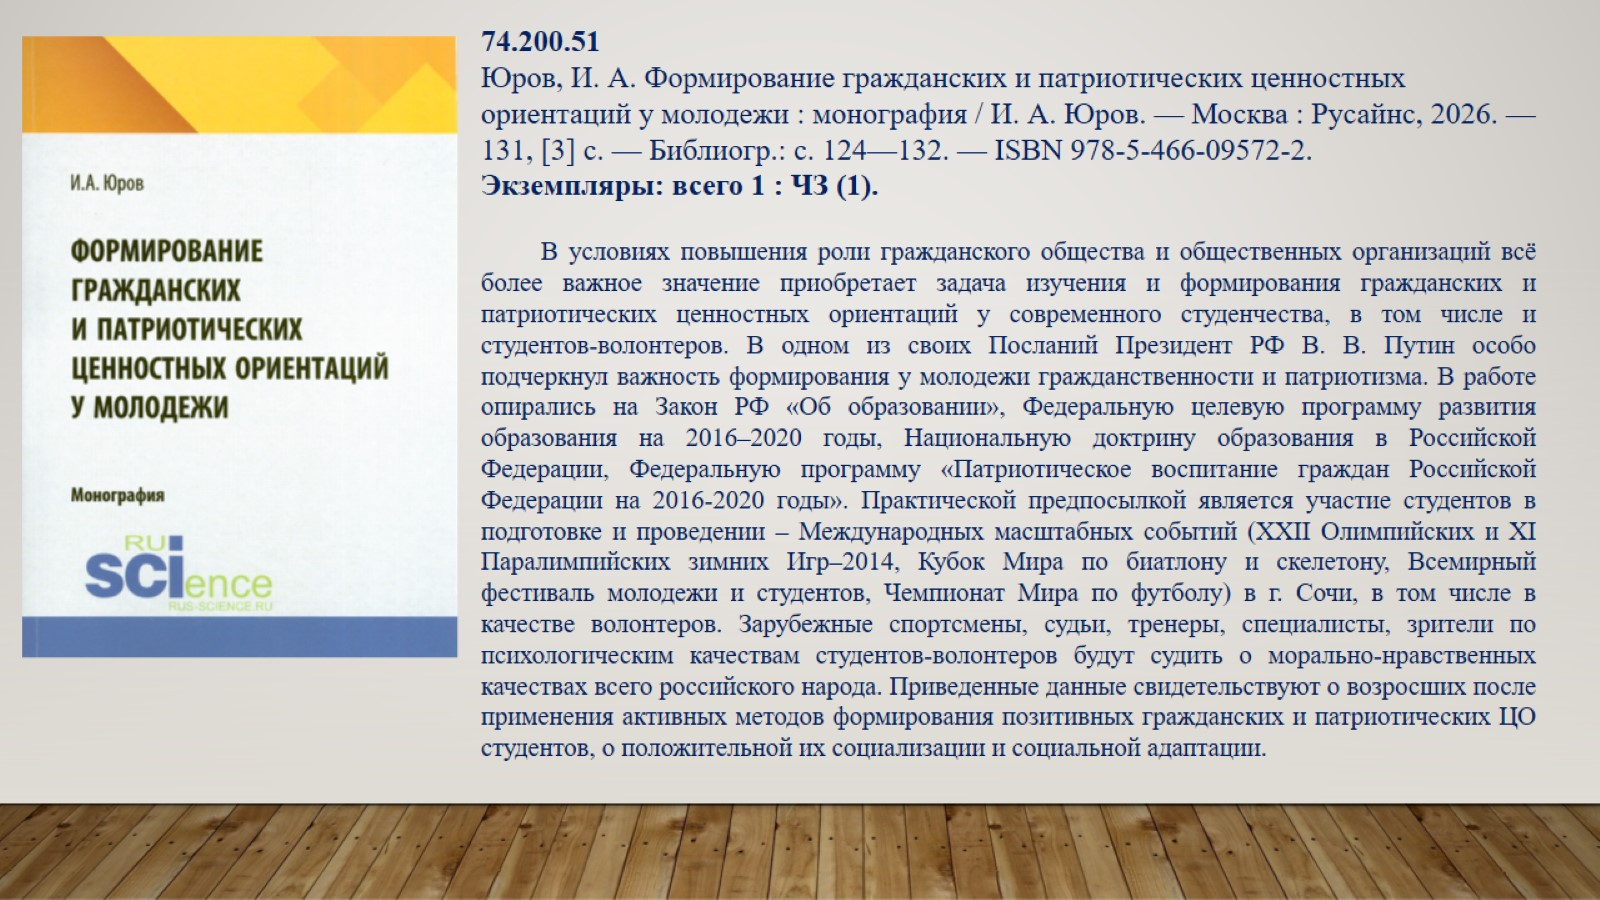 И.А. Юров
ФОРМИРОВАНИЕ
ГРАЖДАНСКИХ
И ПАТРИОТИЧЕСКИХ
ЦЕННОСТНЫХ ОРИЕНТАЦИЙ
У МОЛОДЕЖИ
Монография
RU
science
RUS-SCIENCE.RU
74.200.51
Юров, И. А. Формирование гражданских и патриотических ценностных
ориентаций у молодежи : монография / И. А. Юров. — Москва : Русайнс, 2026. —
131, [3] с. — Библиогр.: с. 124—132. — ISBN 978-5-466-09572-2.
Экземпляры: всего 1 : ЧЗ (1).
В условиях повышения роли гражданского общества и общественных организаций всё
более важное значение приобретает задача изучения и формирования гражданских и
патриотических ценностных ориентаций у современного студенчества, в том числе и
студентов-волонтеров. В одном из своих Посланий Президент РФ В. В. Путин особо
подчеркнул важность формирования у молодежи гражданственности и патриотизма. В работе
опирались на Закон РФ «Об образовании», Федеральную целевую программу развития
образования на 2016–2020 годы, Национальную доктрину образования в Российской
Федерации, Федеральную программу «Патриотическое воспитание граждан Российской
Федерации на 2016-2020 годы». Практической предпосылкой является участие студентов в
подготовке и проведении – Международных масштабных событий (XXII Олимпийских и XI
Паралимпийских зимних Игр–2014, Кубок Мира по биатлону и скелетону, Всемирный
фестиваль молодежи и студентов, Чемпионат Мира по футболу) в г. Сочи, в том числе в
качестве волонтеров. Зарубежные спортсмены, судьи, тренеры, специалисты, зрители по
психологическим качествам студентов-волонтеров будут судить о морально-нравственных
качествах всего российского народа. Приведенные данные свидетельствуют о возросших после
применения активных методов формирования позитивных гражданских и патриотических ЦО
студентов, о положительной их социализации и социальной адаптации.